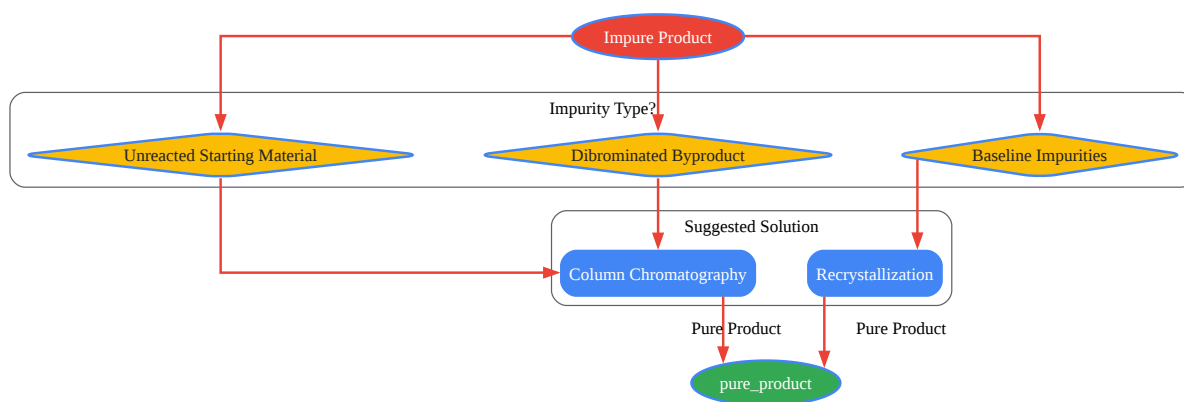 Impure Product
Impurity Type?
Unreacted Starting Material
Dibrominated Byproduct
Baseline Impurities
Suggested Solution
Column Chromatography
Recrystallization
Pure Product
Pure Product
pure_product